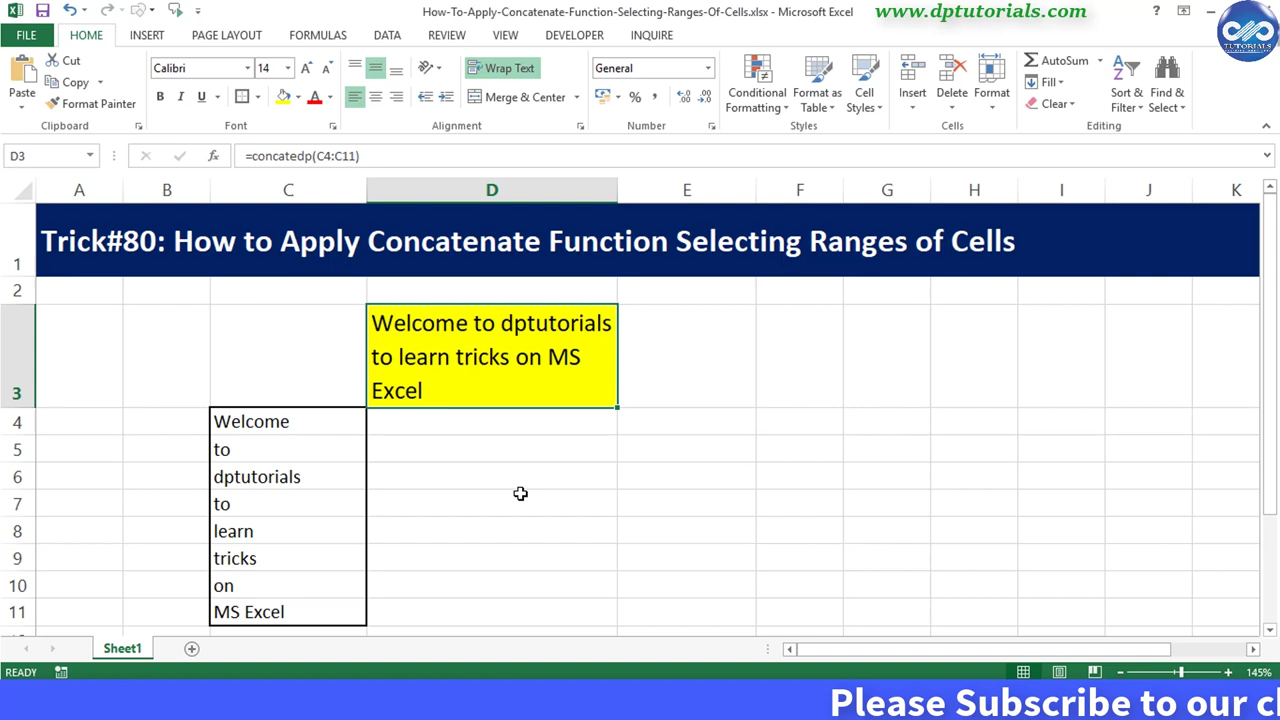 How-To-Apply-Concatenate-Function-Selecting-Ranges-Of-Cells.xlsx - Microsoft Excel
www.dptutorials.com
?
TUTORIALS
FILE HOME INSERT PAGE LAYOUT FORMULAS DATA REVIEW VIEW DEVELOPER INQUIRE
Paste
Cut
Copy
Format Painter
Clipboard
Calibri 14
B I U
Font
Wrap Text
Merge & Center
Alignment
General
Number
Conditional Formatting
Format as Table
Cell Styles
Styles
Insert Delete Format
Cells
AutoSum
Fill
Clear
Sort & Filter
Find & Select
Editing
D3 fx =concatedp(C4:C11)
A B C D E F G H I J K
1 Trick#80: How to Apply Concatenate Function Selecting Ranges of Cells
2
3 Welcome to dptutorials
to learn tricks on MS
Excel
4 Welcome
5 to
6 dptutorials
7 to
8 learn
9 tricks
10 on
11 MS Excel
Sheet1
READY 145%
Please Subscribe to our